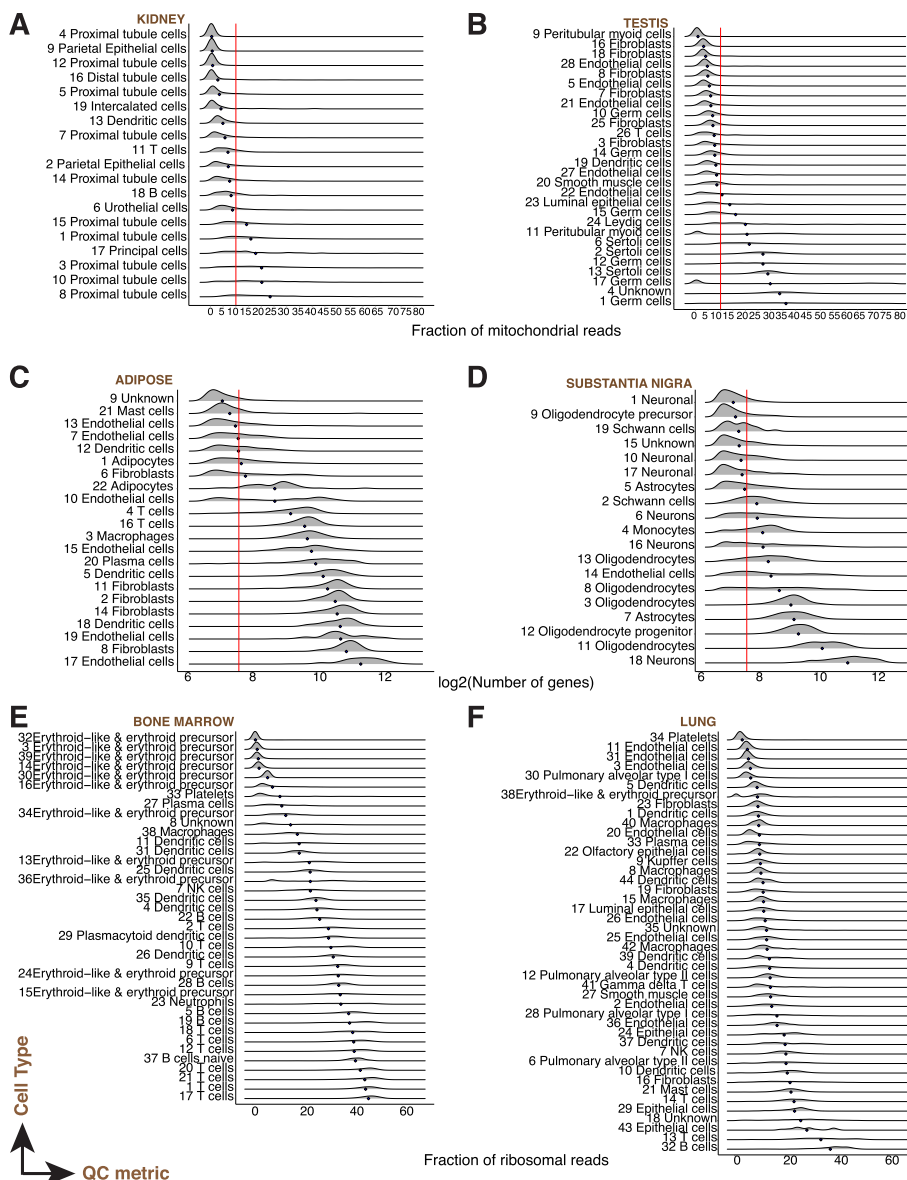 A
KIDNEY
4 Proximal tubule cells
9 Parietal Epithelial cells
12 Proximal tubule cells
16 Distal tubule cells
5 Proximal tubule cells
19 Intercalated cells
13 Dendritic cells
7 Proximal tubule cells
11 T cells
2 Parietal Epithelial cells
14 Proximal tubule cells
18 B cells
6 Urothelial cells
15 Proximal tubule cells
1 Proximal tubule cells
17 Principal cells
3 Proximal tubule cells
10 Proximal tubule cells
8 Proximal tubule cells
0 5 10 15 20 25 30 35 40 45 50 55 60 65 70 75 80
B
TESTIS
9 Peritubular myoid cells
16 Fibroblasts
18 Fibroblasts
28 Endothelial cells
8 Fibroblasts
5 Endothelial cells
7 Fibroblasts
21 Endothelial cells
10 Germ cells
25 Fibroblasts
26 T cells
3 Fibroblasts
14 Germ cells
19 Dendritic cells
27 Endothelial cells
20 Smooth muscle cells
22 Endothelial cells
23 Luminal epithelial cells
15 Germ cells
24 Leydig cells
11 Peritubular myoid cells
6 Sertoli cells
2 Sertoli cells
12 Germ cells
13 Sertoli cells
17 Germ cells
4 Unknown
1 Germ cells
0 5 10 15 20 25 30 35 40 45 50 55 60 65 70 75 80
Fraction of mitochondrial reads
C
ADIPOSE
9 Unknown
21 Mast cells
13 Endothelial cells
7 Endothelial cells
12 Dendritic cells
1 Adipocytes
6 Fibroblasts
22 Adipocytes
10 Endothelial cells
4 T cells
16 T cells
3 Macrophages
15 Endothelial cells
20 Plasma cells
5 Dendritic cells
11 Fibroblasts
2 Fibroblasts
14 Fibroblasts
18 Dendritic cells
19 Endothelial cells
8 Fibroblasts
17 Endothelial cells
6 8 10 12
D
SUBSTANTIA NIGRA
1 Neuronal
9 Oligodendrocyte precursor
19 Schwann cells
15 Unknown
10 Neuronal
17 Neuronal
5 Astrocytes
2 Schwann cells
6 Neurons
4 Monocytes
16 Neurons
13 Oligodendrocytes
14 Endothelial cells
8 Oligodendrocytes
3 Oligodendrocytes
7 Astrocytes
12 Oligodendrocyte progenitor
11 Oligodendrocytes
18 Neurons
6 8 10 12
log2(Number of genes)
E
BONE MARROW
32Erythroid−like & erythroid precursor
3 Erythroid−like & erythroid precursor
39Erythroid−like & erythroid precursor
14Erythroid−like & erythroid precursor
30Erythroid−like & erythroid precursor
16Erythroid−like & erythroid precursor
33 Platelets
27 Plasma cells
34Erythroid−like & erythroid precursor
8 Unknown
38 Macrophages
11 Dendritic cells
31 Dendritic cells
13Erythroid−like & erythroid precursor
25 Dendritic cells
36Erythroid−like & erythroid precursor
7 NK cells
35 Dendritic cells
4 Dendritic cells
22 B cells
2 T cells
29 Plasmacytoid dendritic cells
10 T cells
26 Dendritic cells
9 T cells
24Erythroid−like & erythroid precursor
28 B cells
15Erythroid−like & erythroid precursor
23 Neutrophils
5 B cells
19 B cells
18 T cells
6 T cells
12 T cells
37 B cells naive
20 T cells
21 T cells
1 T cells
17 T cells
0 20 40 60
F
LUNG
34 Platelets
11 Endothelial cells
31 Endothelial cells
3 Endothelial cells
30 Pulmonary alveolar type I cells
5 Dendritic cells
38Erythroid−like & erythroid precursor
23 Fibroblasts
1 Dendritic cells
40 Macrophages
20 Endothelial cells
33 Plasma cells
22 Olfactory epithelial cells
9 Kupffer cells
8 Macrophages
44 Dendritic cells
19 Fibroblasts
15 Macrophages
17 Luminal epithelial cells
26 Endothelial cells
35 Unknown
25 Endothelial cells
42 Macrophages
39 Dendritic cells
4 Dendritic cells
12 Pulmonary alveolar type II cells
41 Gamma delta T cells
27 Smooth muscle cells
2 Endothelial cells
28 Pulmonary alveolar type I cells
36 Endothelial cells
24 Epithelial cells
37 Dendritic cells
7 NK cells
6 Pulmonary alveolar type II cells
10 Dendritic cells
16 Fibroblasts
21 Mast cells
14 T cells
29 Epithelial cells
18 Unknown
43 Epithelial cells
13 T cells
32 B cells
0 20 40 60
Fraction of ribosomal reads
Cell Type
QC metric